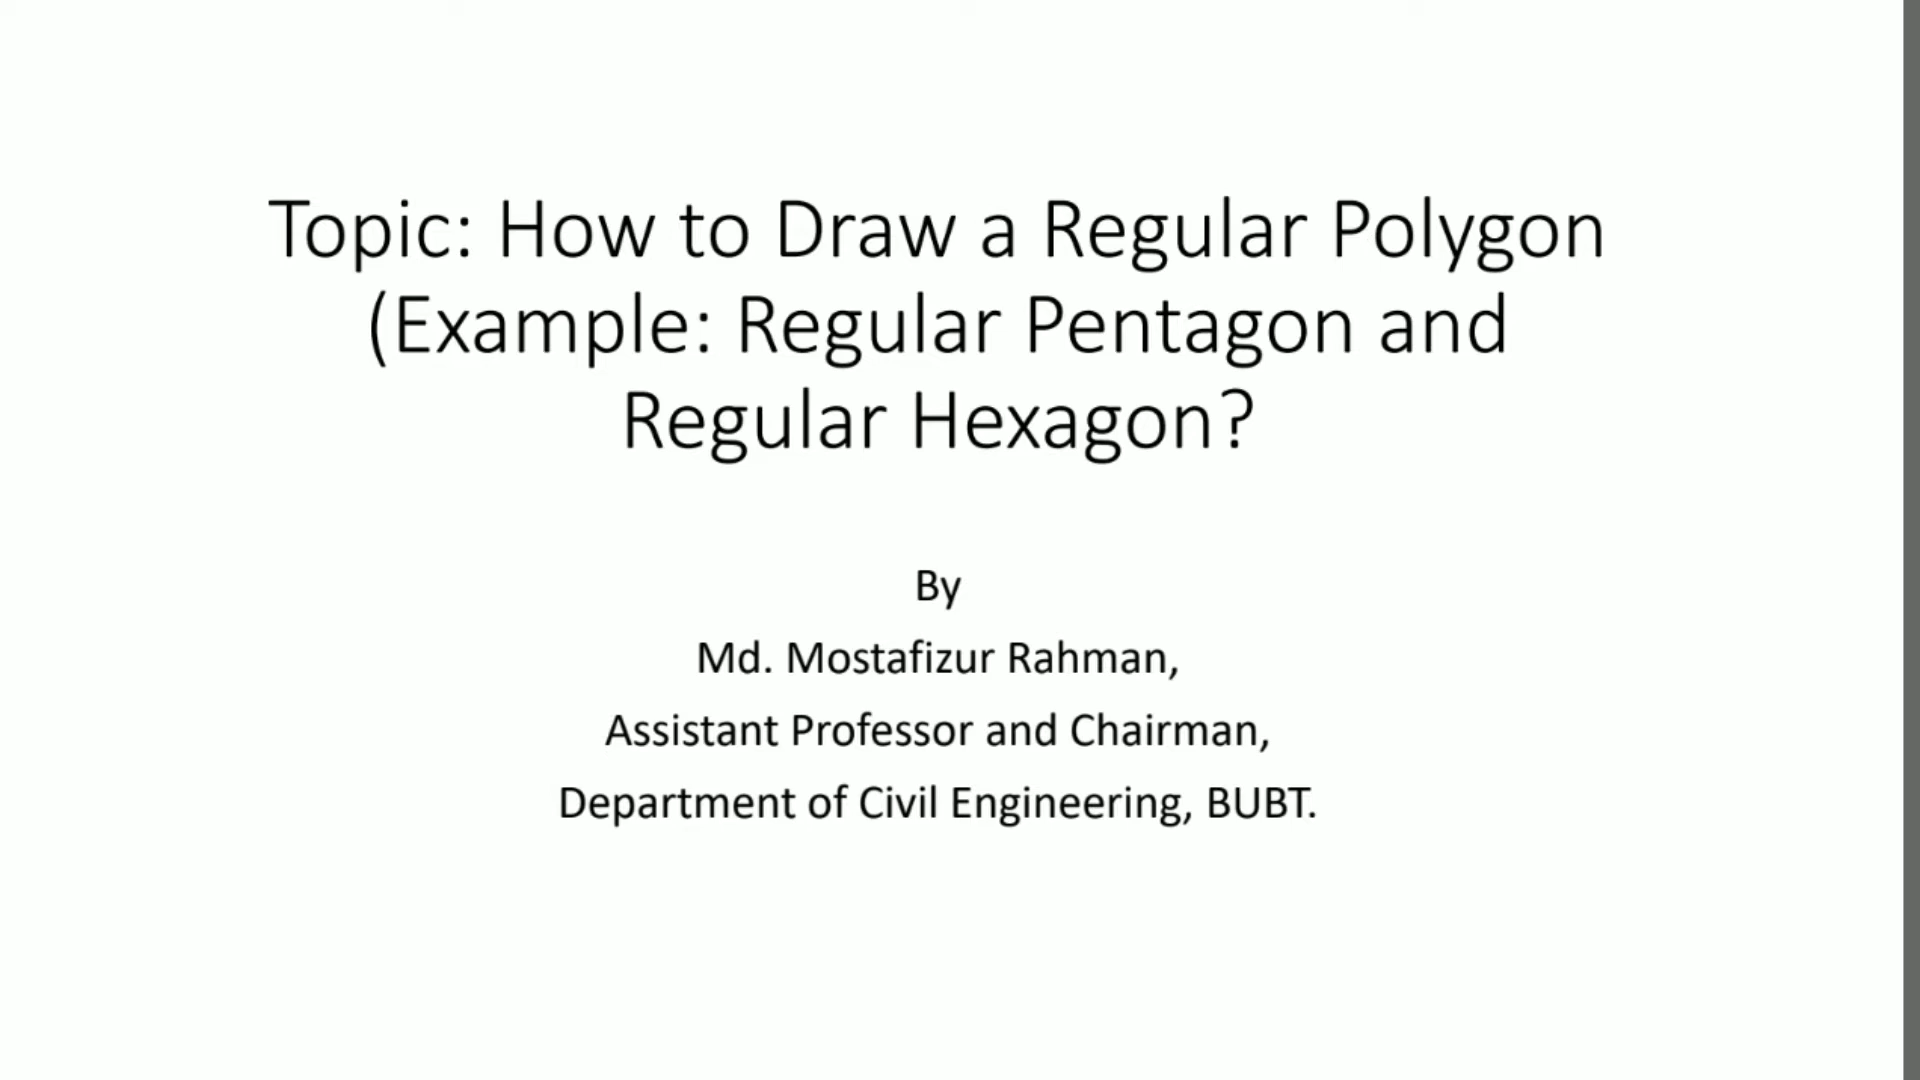 Topic: How to Draw a Regular Polygon
(Example: Regular Pentagon and
Regular Hexagon?
By
Md. Mostafizur Rahman,
Assistant Professor and Chairman,
Department of Civil Engineering, BUBT.